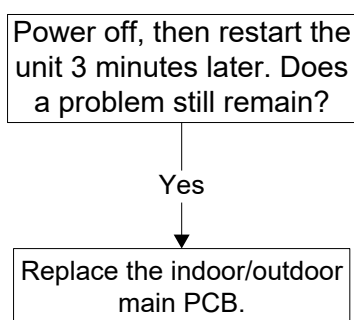 Power off, then restart the
unit 3 minutes later. Does
a problem still remain?
Yes
Replace the indoor/outdoor
main PCB.